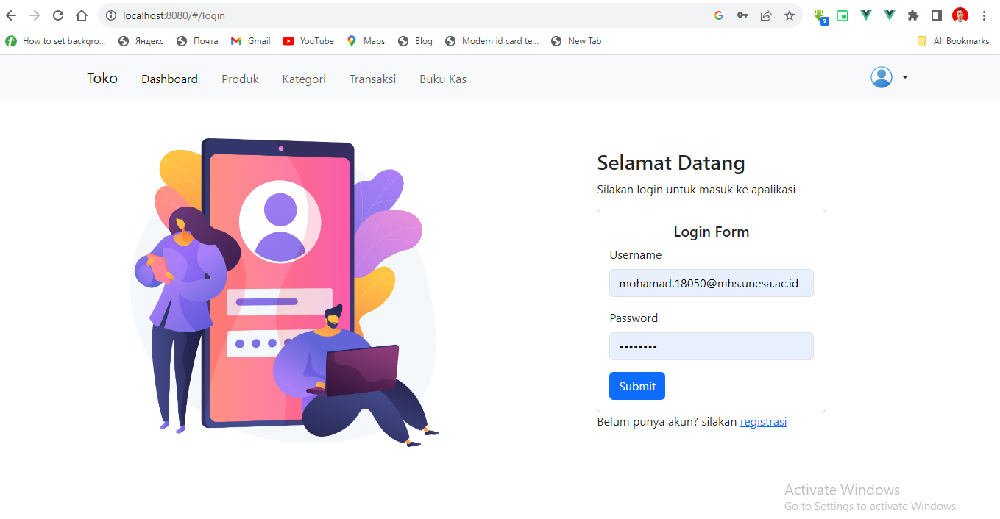 localhost:8080/#/login
How to set backgro... Яндекс Почта Gmail YouTube Maps Blog Modern id card te... New Tab All Bookmarks
Toko Dashboard Produk Kategori Transaksi Buku Kas
Selamat Datang
Silakan login untuk masuk ke apalikasi
Login Form
Username
mohamad.18050@mhs.unesa.ac.id
Password
••••••••
Submit
Belum punya akun? silakan registrasi
Activate Windows
Go to Settings to activate Windows.